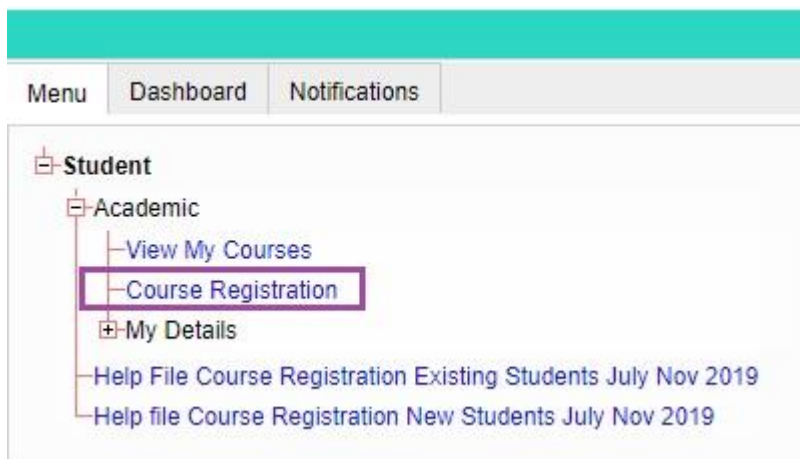 Menu Dashboard Notifications
Student
Academic
View My Courses
Course Registration
My Details
Help File Course Registration Existing Students July Nov 2019
Help file Course Registration New Students July Nov 2019